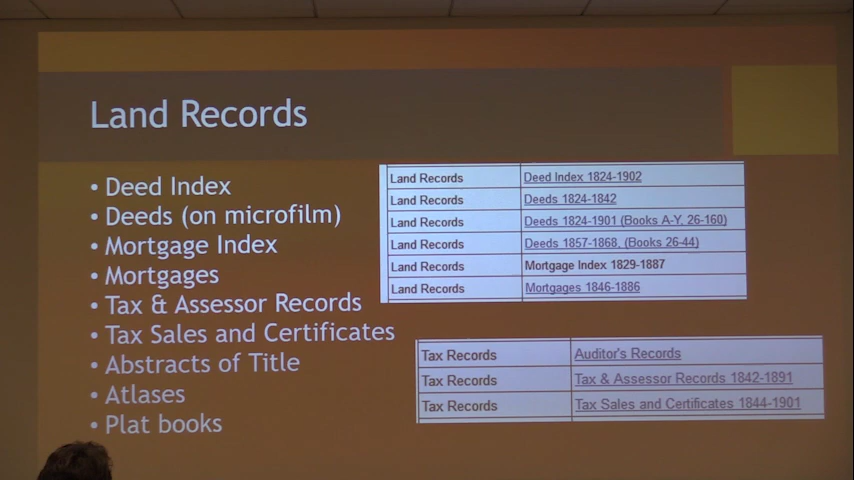 Land Records
• Deed Index
• Deeds (on microfilm)
• Mortgage Index
• Mortgages
• Tax & Assessor Records
• Tax Sales and Certificates
• Abstracts of Title
• Atlases
• Plat books
Land Records Deed Index 1824-1902
Land Records Deeds 1824-1842
Land Records Deeds 1824-1901 (Books A-Y, 26-160)
Land Records Deeds 1857-1868, (Books 26-44)
Land Records Mortgage Index 1829-1887
Land Records Mortgages 1846-1886
Tax Records Auditor's Records
Tax Records Tax & Assessor Records 1842-1891
Tax Records Tax Sales and Certificates 1844-1901